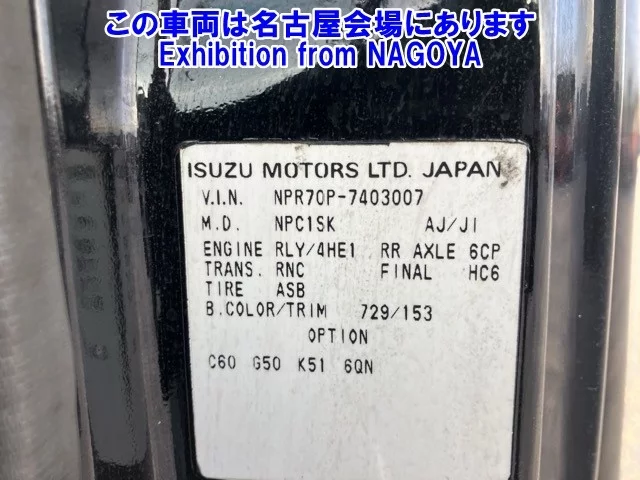 この車両は名古屋会場にあります
Exhibition from NAGOYA
ISUZU MOTORS LTD. JAPAN
V.I.N. NPR70P-7403007
M.D. NPC1SK AJ/JI
ENGINE RLY/4HE1 RR AXLE 6CP
TRANS. RNC FINAL HC6
TIRE ASB
B.COLOR/TRIM 729/153
OPTION
C60 G50 K51 6QN